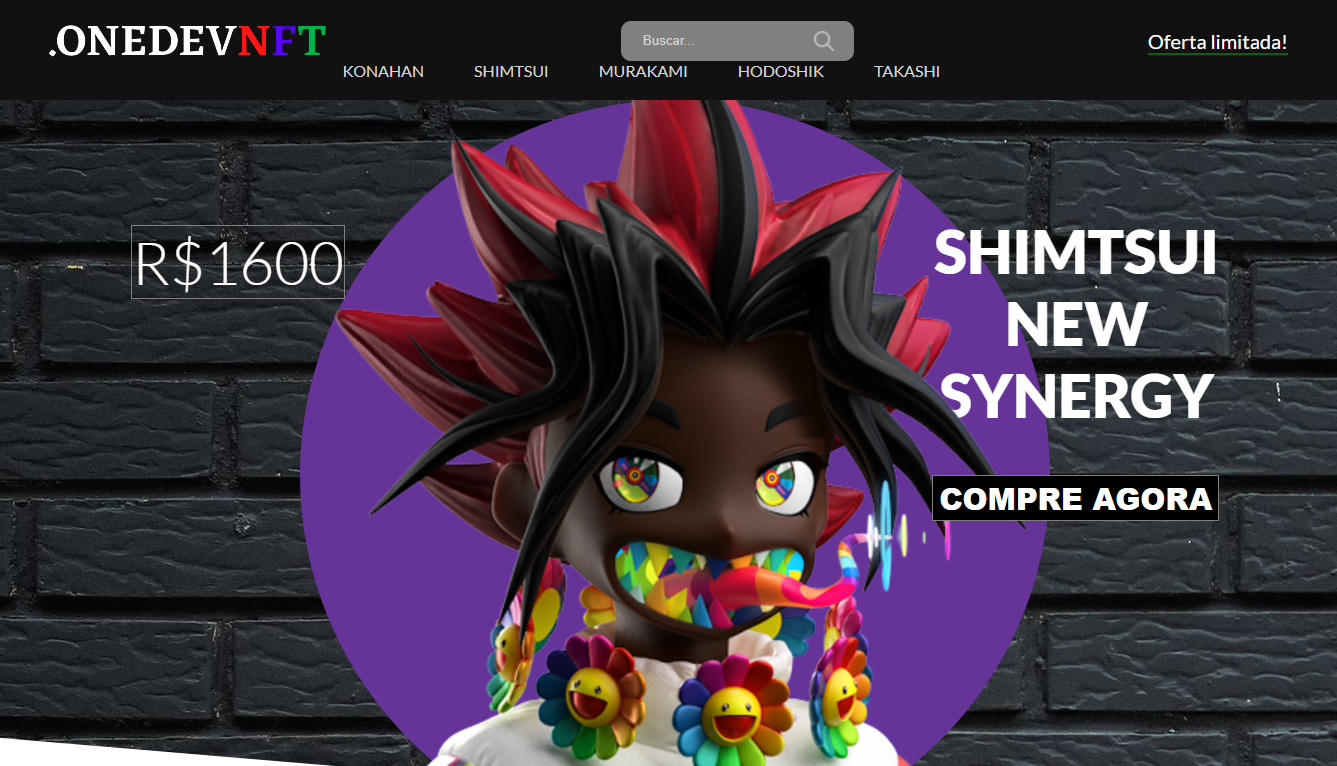 .ONEDEVNFT
Buscar...
Oferta limitada!
KONAHAN SHIMTSUI MURAKAMI HODOSHIK TAKASHI
R$1600
SHIMTSUI
NEW
SYNERGY
COMPRE AGORA